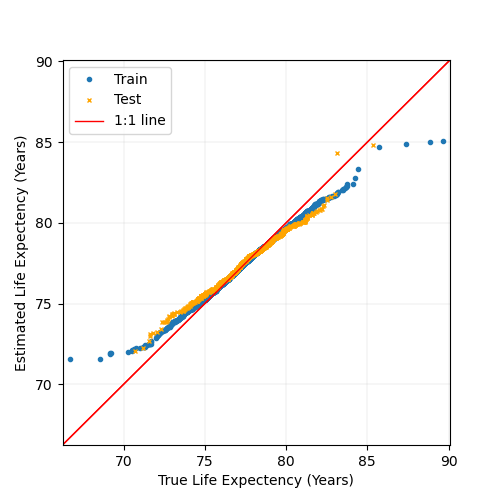 90
85
80
75
70
Estimated Life Expectency (Years)
Train
Test
1:1 line
70 75 80 85 90
True Life Expectency (Years)